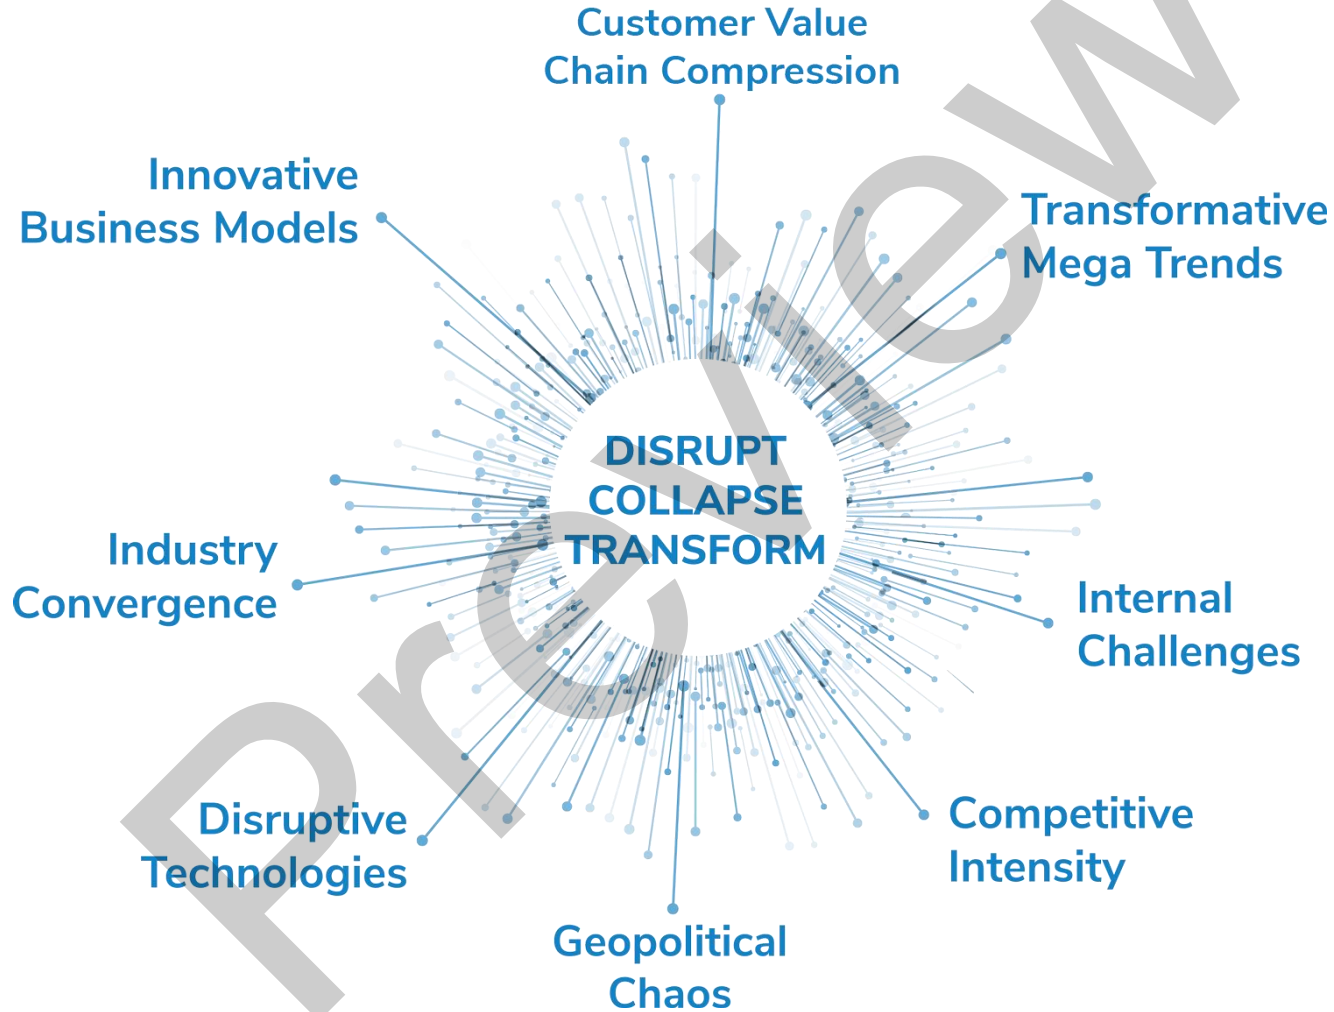 Customer Value
Chain Compression
Innovative
Business Models
Transformative
Mega Trends
DISRUPT
COLLAPSE
TRANSFORM
Industry
Convergence
Internal
Challenges
Disruptive
Technologies
Competitive
Intensity
Geopolitical
Chaos
Preview